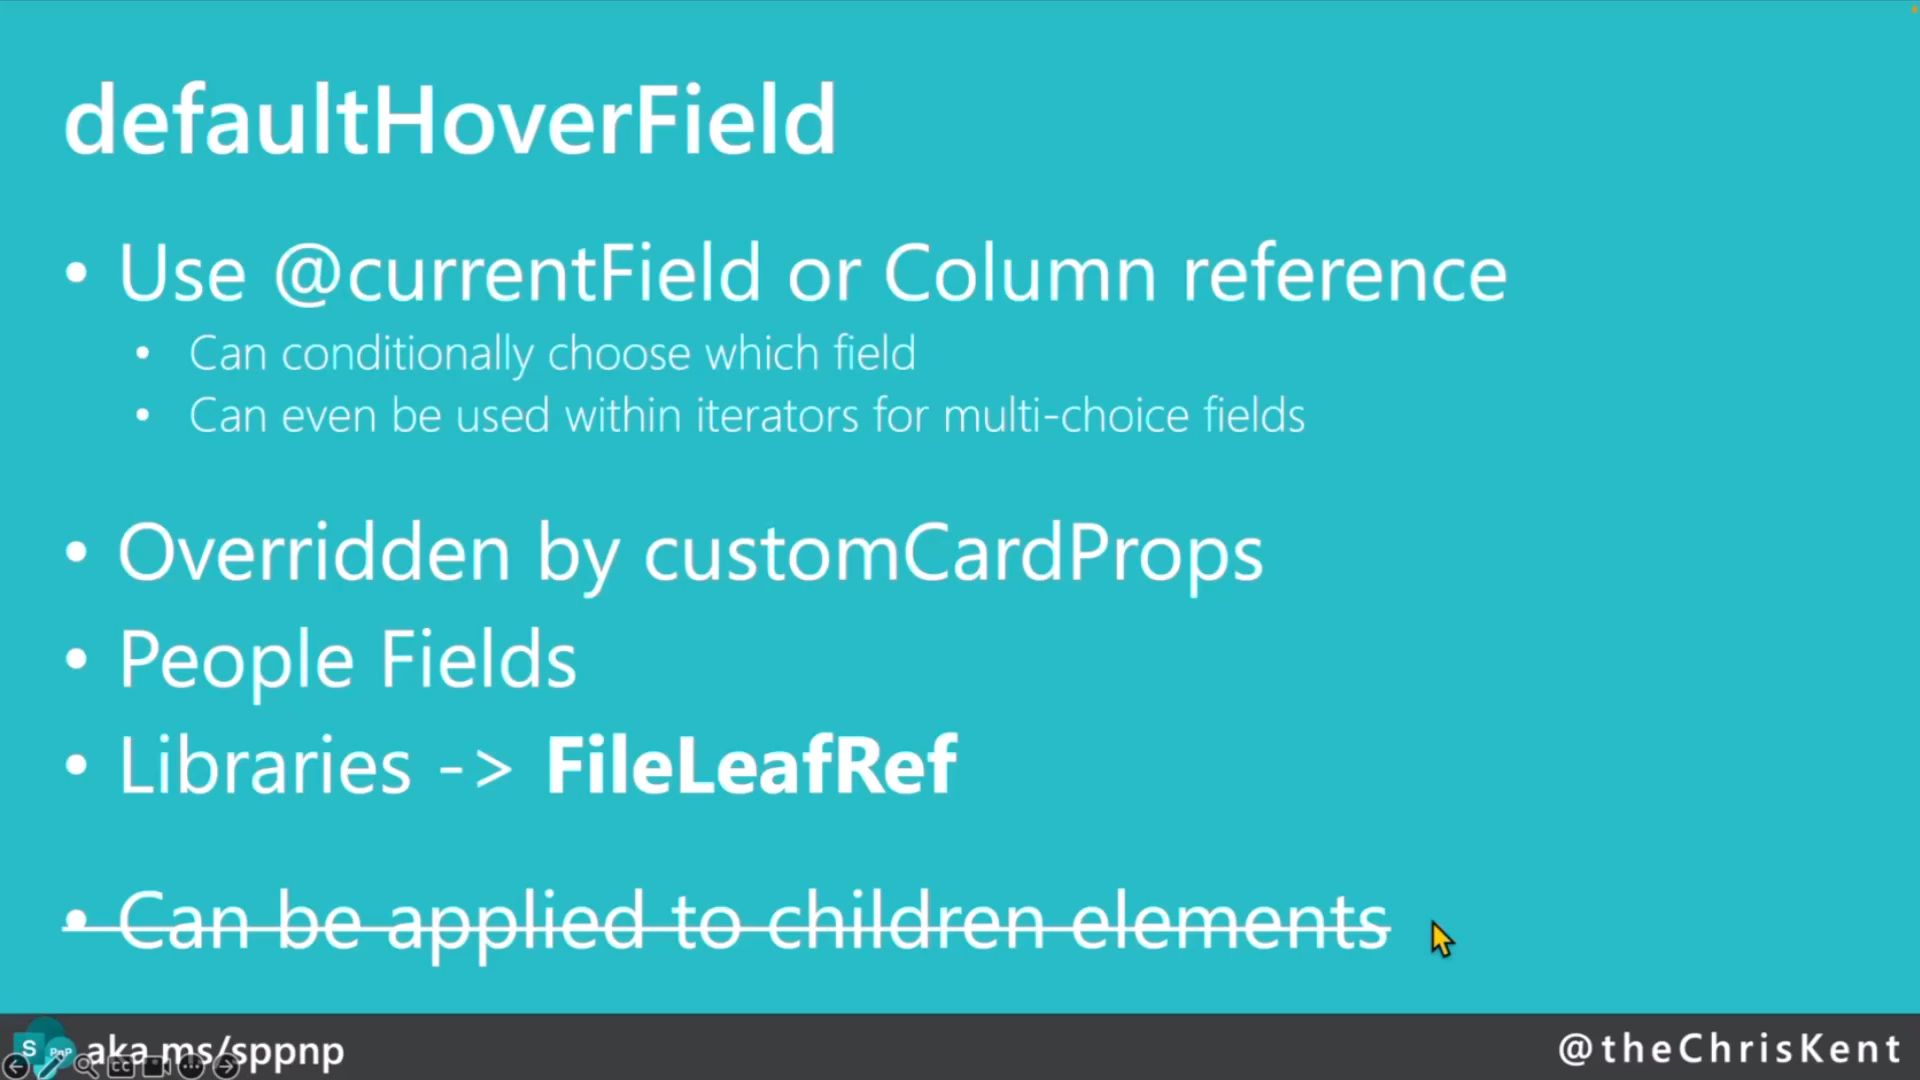 defaultHoverField
• Use @currentField or Column reference
• Can conditionally choose which field
• Can even be used within iterators for multi-choice fields
• Overridden by customCardProps
• People Fields
• Libraries -> FileLeafRef
• Can be applied to children elements
S PnP aka.ms/sppnp
CC
@theChrisKent